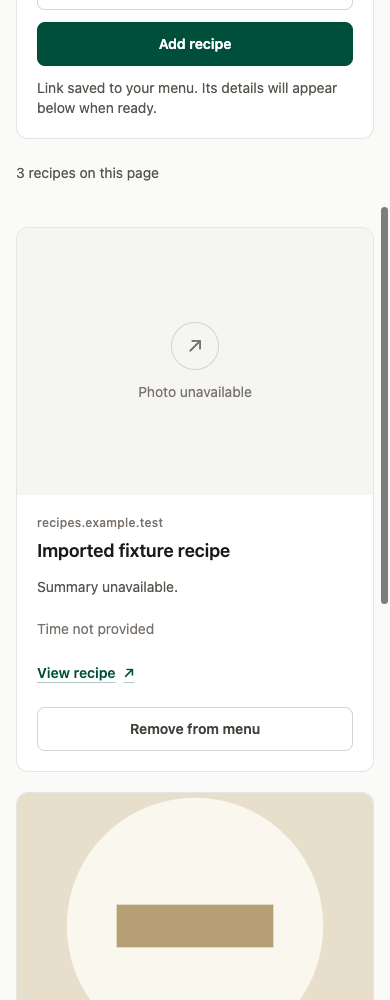 Add recipe
Link saved to your menu. Its details will appear
below when ready.
3 recipes on this page
Photo unavailable
recipes.example.test
Imported fixture recipe
Summary unavailable.
Time not provided
View recipe
Remove from menu